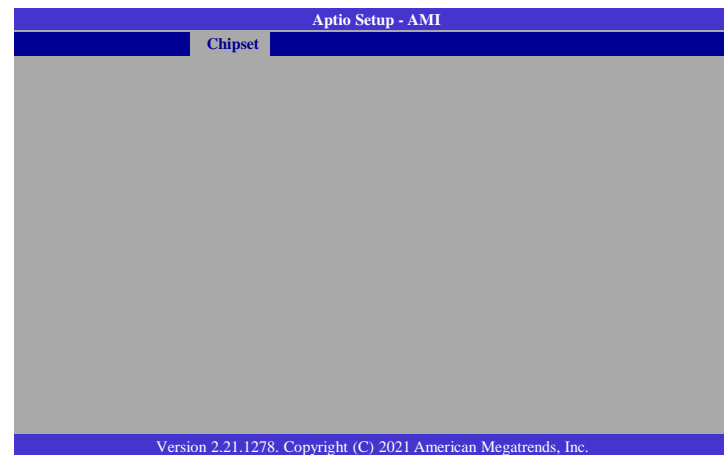 Aptio Setup - AMI
Chipset
Version 2.21.1278. Copyright (C) 2021 American Megatrends, Inc.